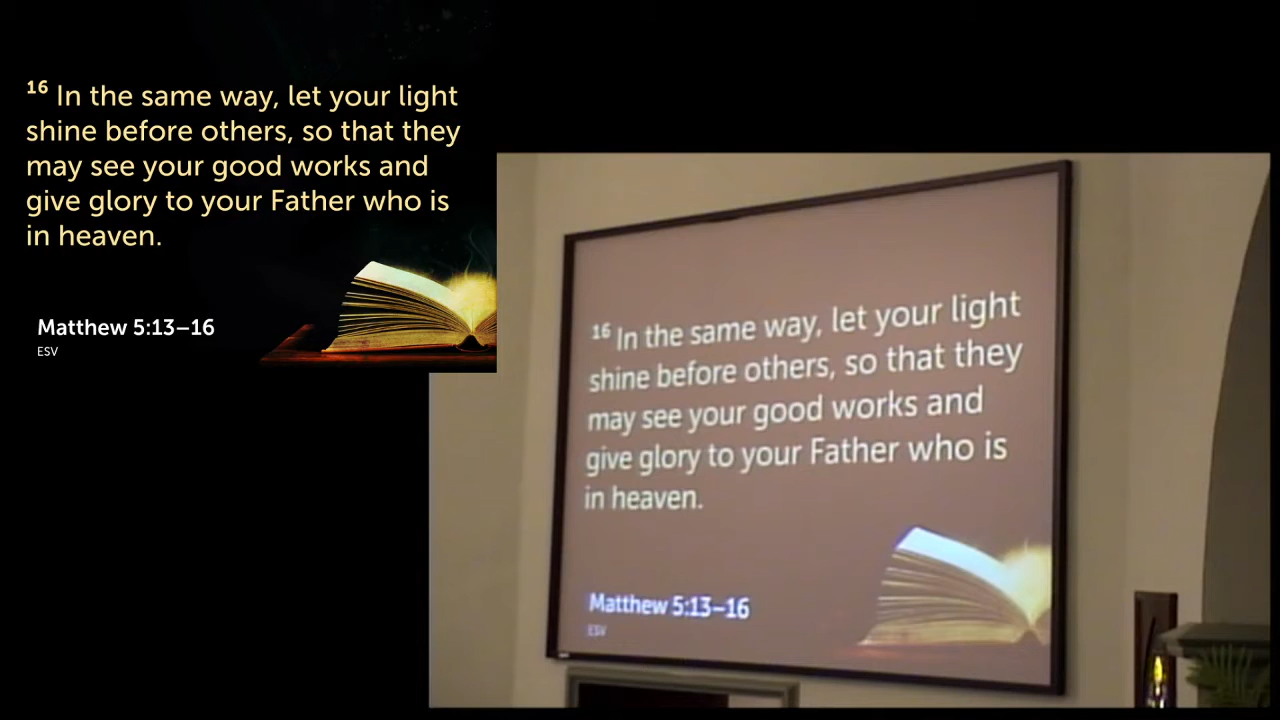 16 In the same way, let your light
shine before others, so that they
may see your good works and
give glory to your Father who is
in heaven.
Matthew 5:13–16
ESV
16 In the same way, let your light
shine before others, so that they
may see your good works and
give glory to your Father who is
in heaven.
Matthew 5:13–16
ESV